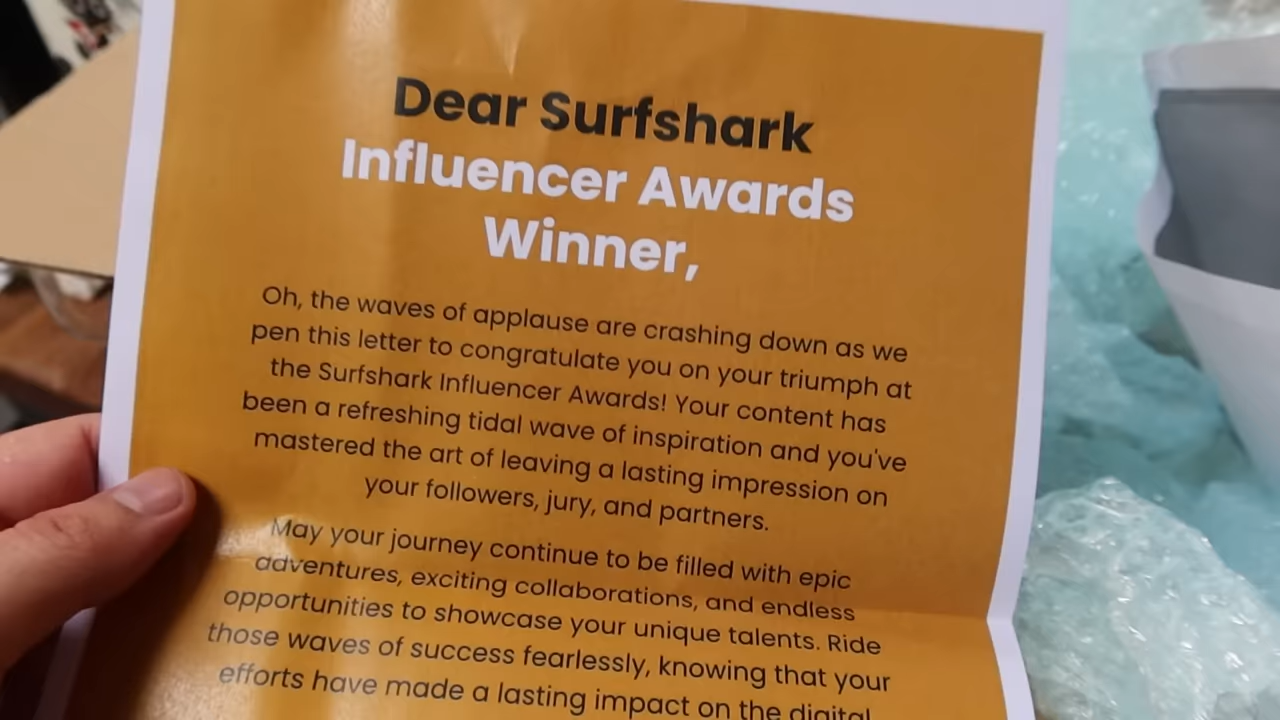 Dear Surfshark
Influencer Awards
Winner,
Oh, the waves of applause are crashing down as we
pen this letter to congratulate you on your triumph at
the Surfshark Influencer Awards! Your content has
been a refreshing tidal wave of inspiration and you've
mastered the art of leaving a lasting impression on
your followers, jury, and partners.
May your journey continue to be filled with epic
adventures, exciting collaborations, and endless
opportunities to showcase your unique talents. Ride
those waves of success fearlessly, knowing that your
efforts have made a lasting impact on the digital